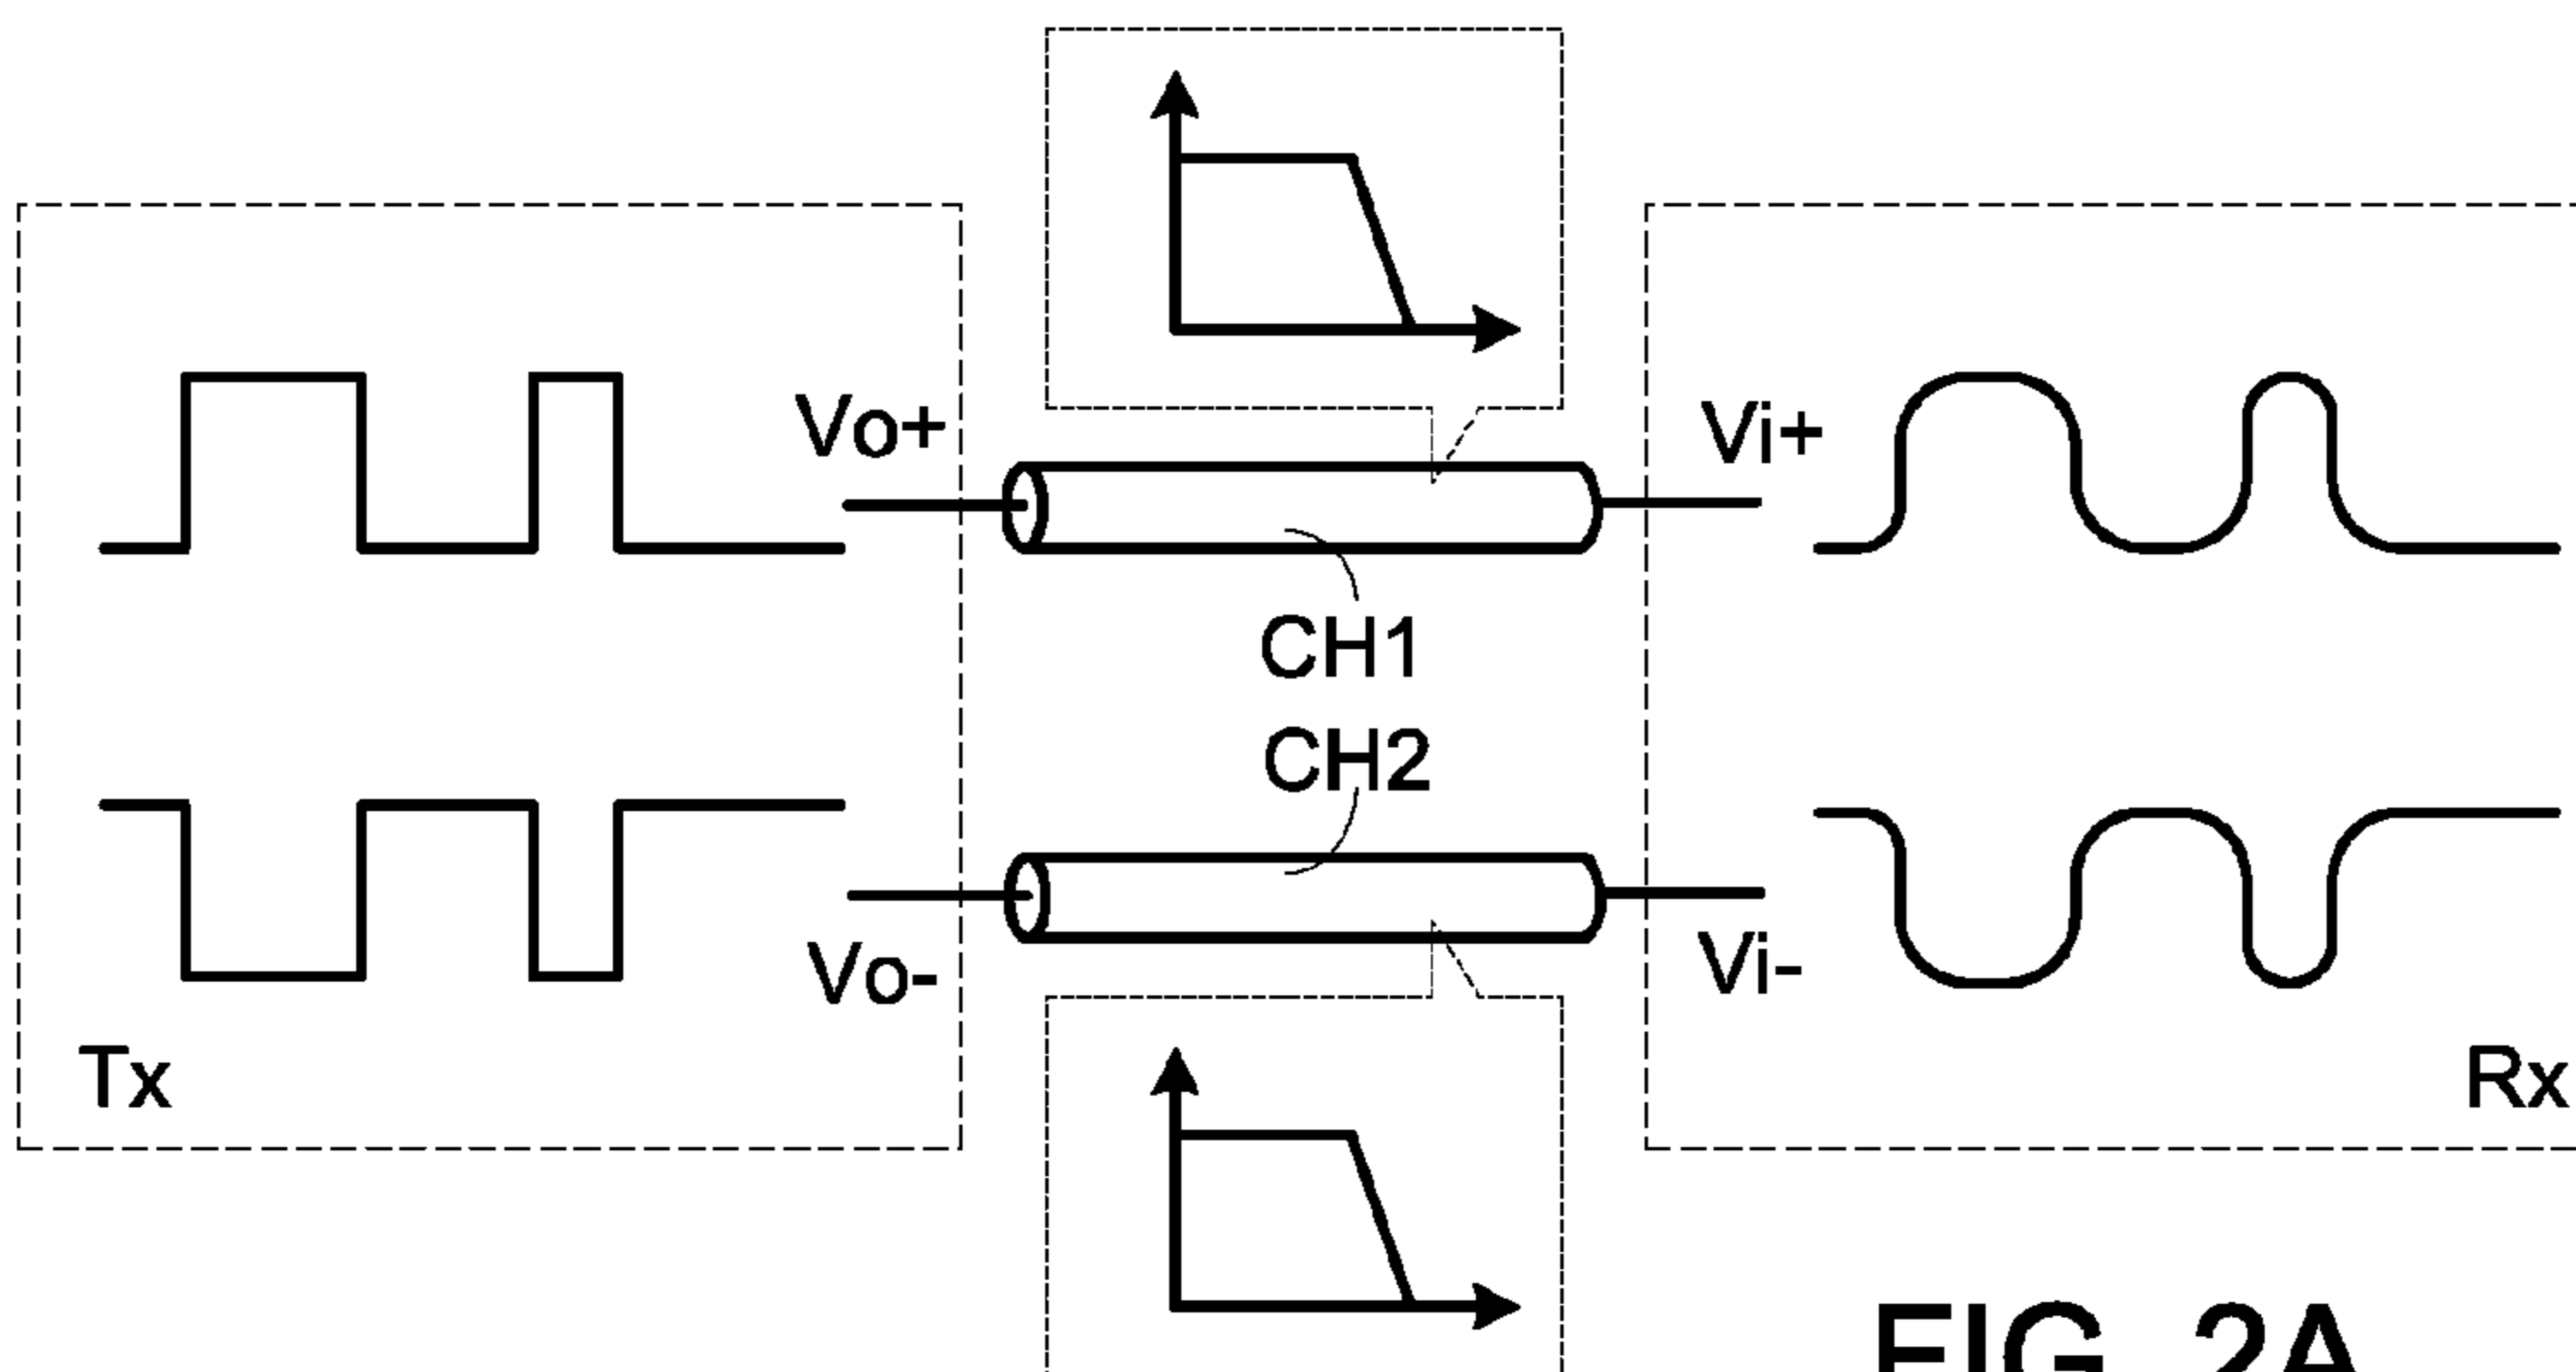 Vo+
Vi+
CH1
CH2
Vo-
Vi-
Tx
Rx
FIG. 2A